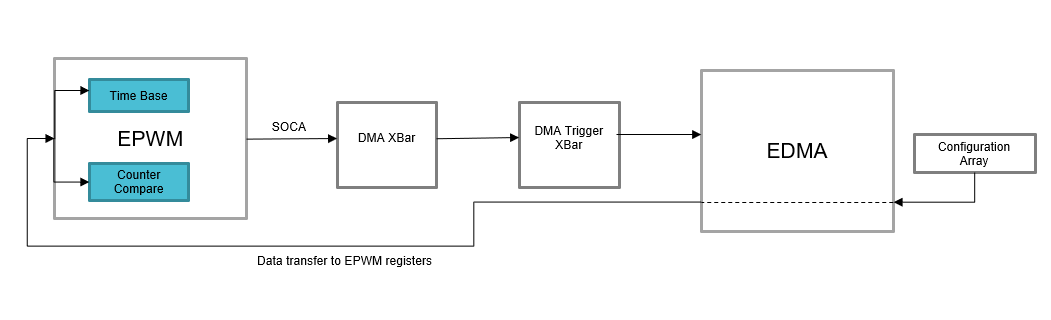 Time Base
EPWM
Counter
Compare
SOCA
DMA XBar
DMA Trigger
XBar
EDMA
Configuration
Array
Data transfer to EPWM registers